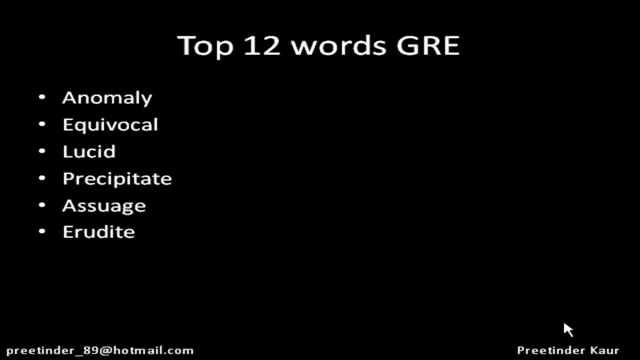 Top 12 words GRE
• Anomaly
• Equivocal
• Lucid
• Precipitate
• Assuage
• Erudite
preetinder_89@hotmail.com
Preetinder Kaur